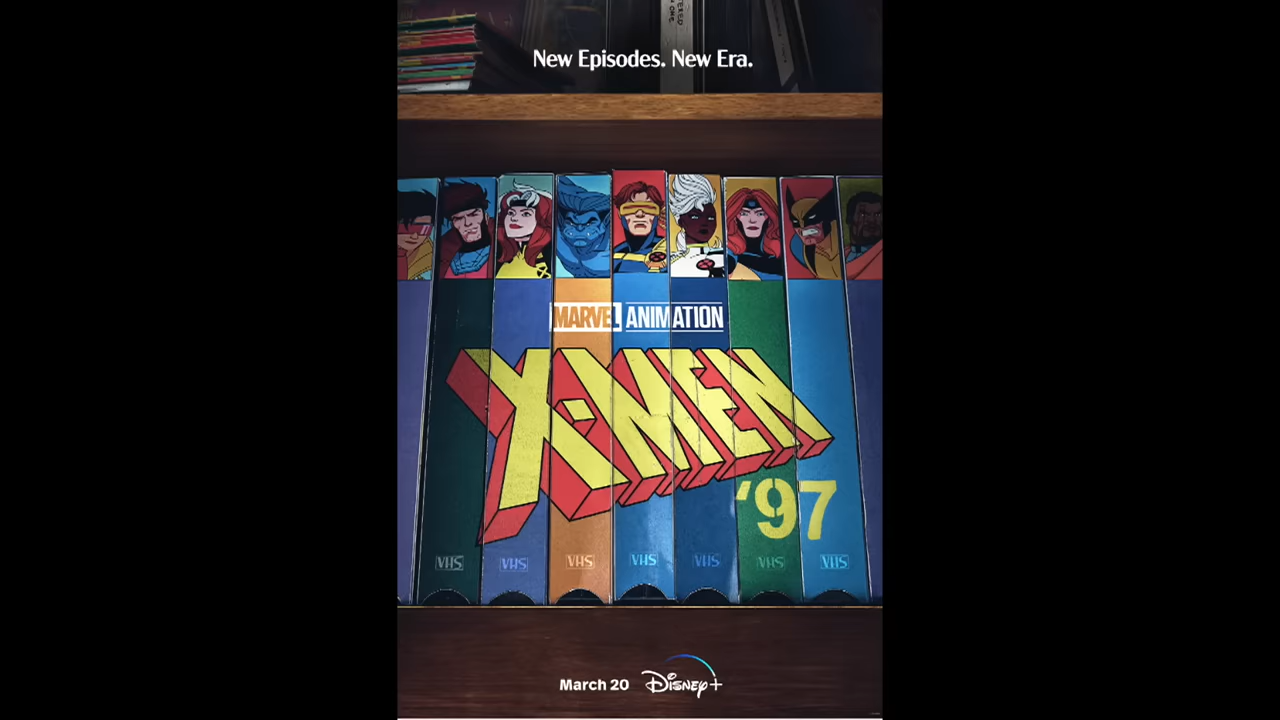 New Episodes. New Era.
MARVEL ANIMATION
X-MEN
'97
VHS VHS VHS VHS VHS VHS VHS
March 20 Disney+